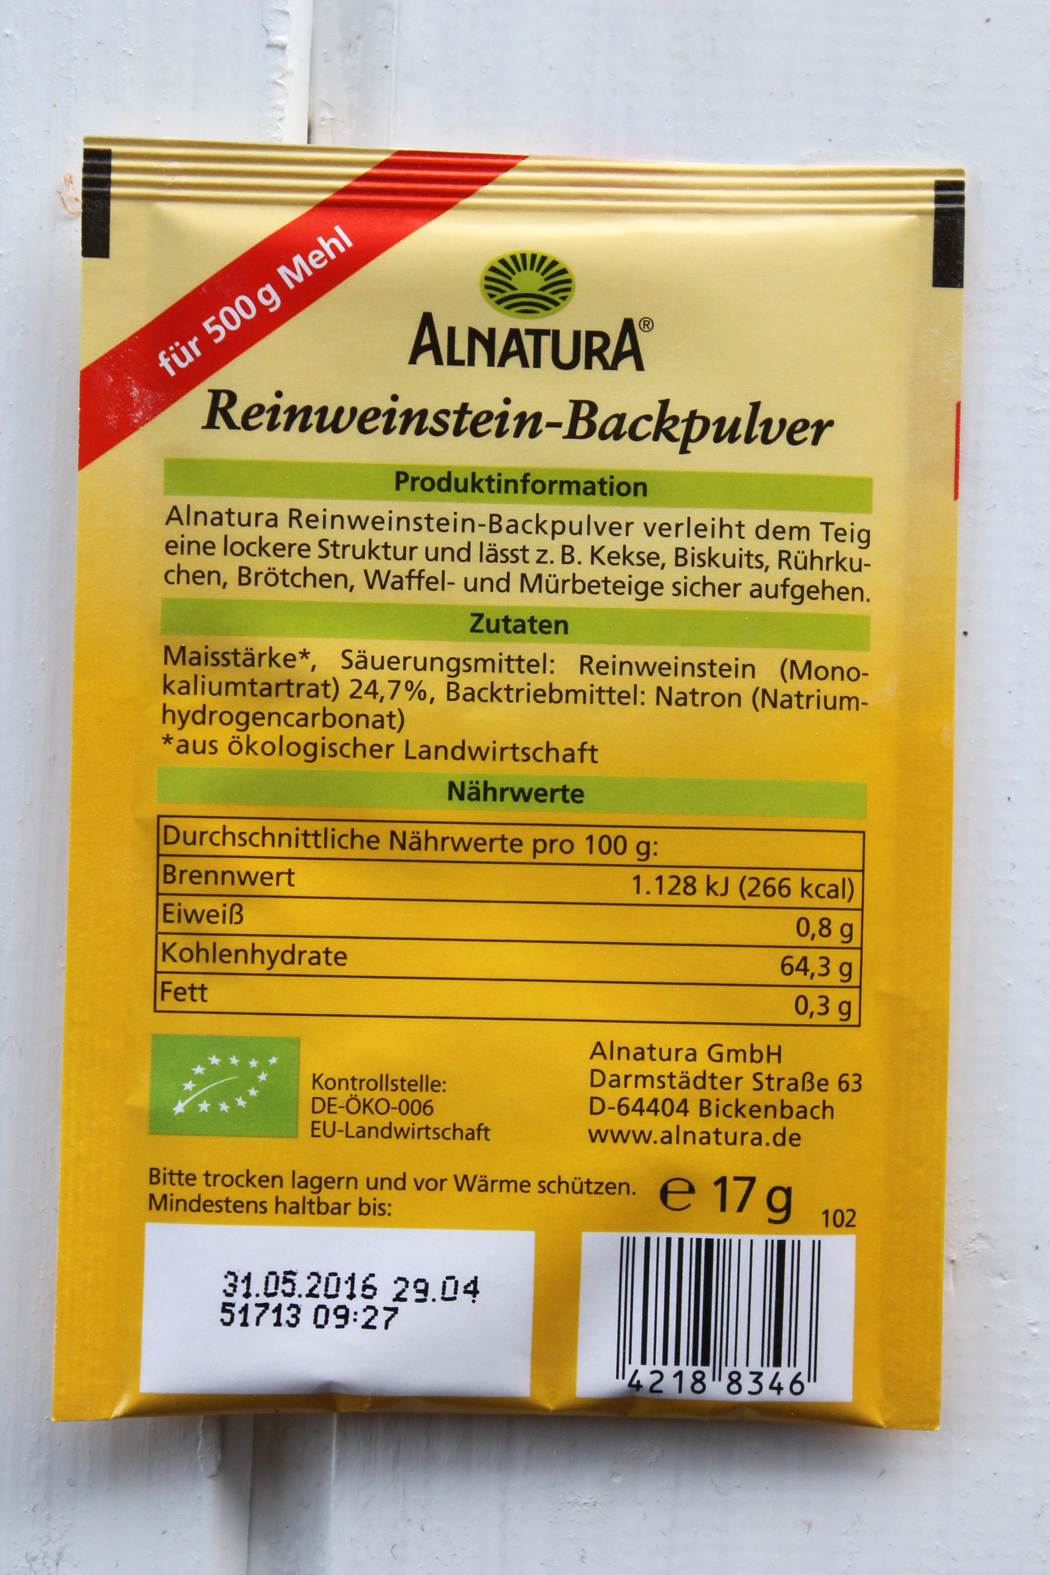 für 500g Mehl
ALNATURA®
Reinweinstein-Backpulver
Produktinformation
Alnatura Reinweinstein-Backpulver verleiht dem Teig
eine lockere Struktur und lässt z. B. Kekse, Biskuits, Rührku-
chen, Brötchen, Waffel- und Mürbeteige sicher aufgehen.
Zutaten
Maisstärke*, Säuerungsmittel: Reinweinstein (Mono-
kaliumtartrat) 24,7%, Backtriebmittel: Natron (Natrium-
hydrogencarbonat)
*aus ökologischer Landwirtschaft
Nährwerte
Durchschnittliche Nährwerte pro 100 g:
Brennwert 1.128 kJ (266 kcal)
Eiweiß 0,8 g
Kohlenhydrate 64,3 g
Fett 0,3 g
Kontrollstelle:
DE-ÖKO-006
EU-Landwirtschaft
Alnatura GmbH
Darmstädter Straße 63
D-64404 Bickenbach
www.alnatura.de
Bitte trocken lagern und vor Wärme schützen.
Mindestens haltbar bis:
℮ 17 g
102
31.05.2016 29.04
51713 09:27
4218 8346